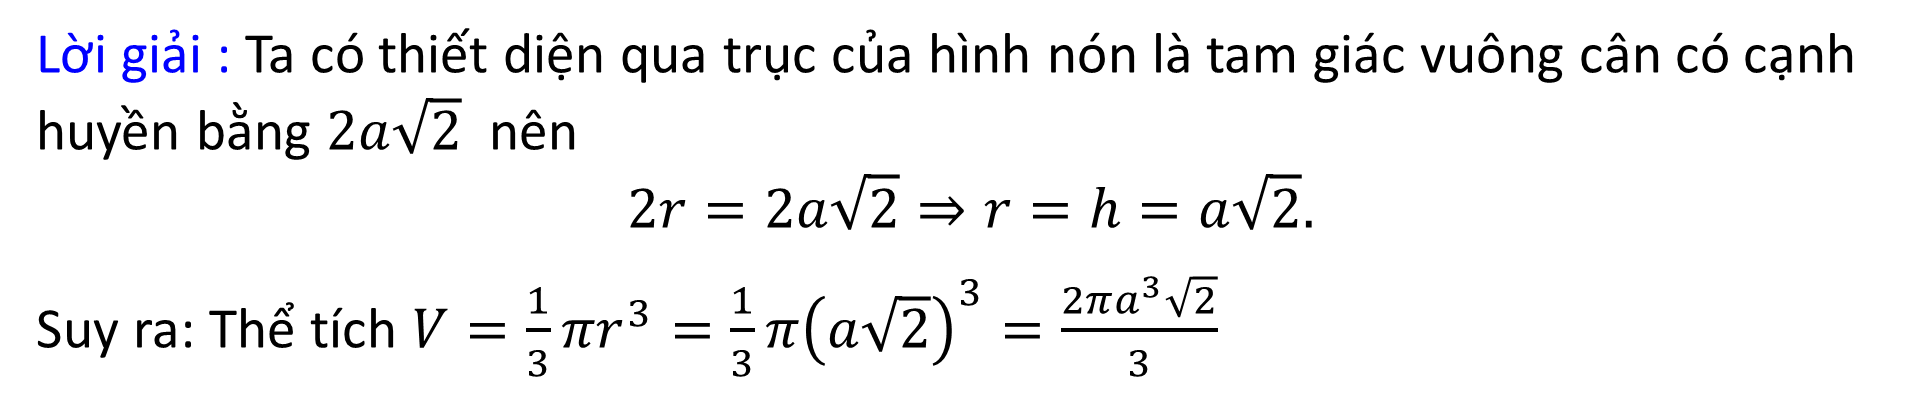 Lời giải : Ta có thiết diện qua trục của hình nón là tam giác vuông cân có cạnh
huyền bằng 2a√2 nên
2r = 2a√2 ⇒ r = h = a√2.
Suy ra: Thể tích V = 1/3 πr³ = 1/3 π(a√2)³ = 2πa³√2/3